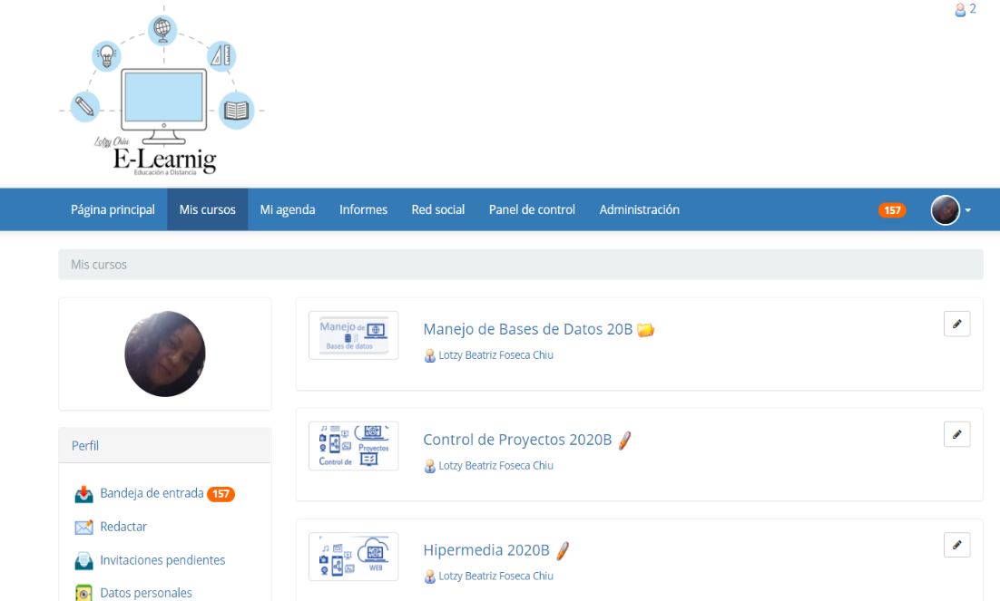 2
Lotzy Chiu
E-Learnig
Educación a Distancia
Página principal Mis cursos Mi agenda Informes Red social Panel de control Administración 157
Mis cursos
Manejo de
Bases de datos
Manejo de Bases de Datos 20B
Lotzy Beatriz Foseca Chiu
Perfil
Bandeja de entrada 157
Redactar
Invitaciones pendientes
Datos personales
Proyectos
Control de
Control de Proyectos 2020B
Lotzy Beatriz Foseca Chiu
WEB
Hipermedia 2020B
Lotzy Beatriz Foseca Chiu